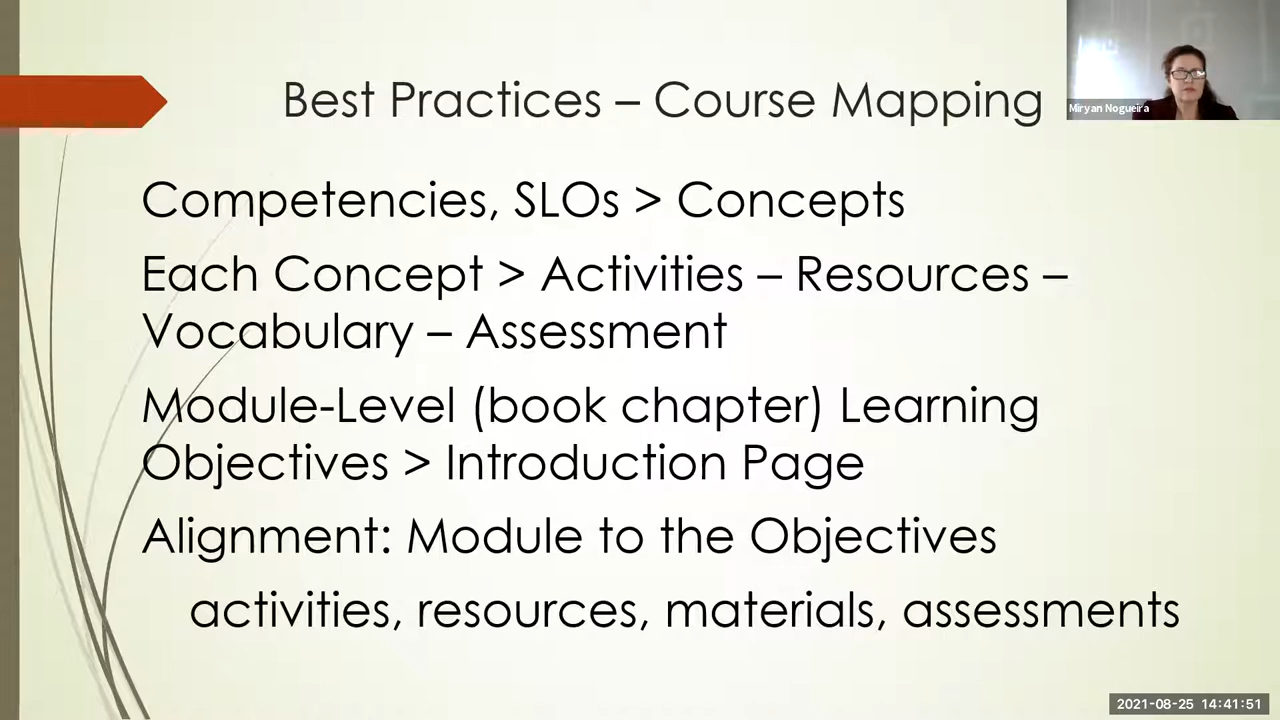 Best Practices – Course Mapping
Miryan Nogueira
Competencies, SLOs > Concepts
Each Concept > Activities – Resources –
Vocabulary – Assessment
Module-Level (book chapter) Learning
Objectives > Introduction Page
Alignment: Module to the Objectives
activities, resources, materials, assessments
2021-08-25 14:41:51